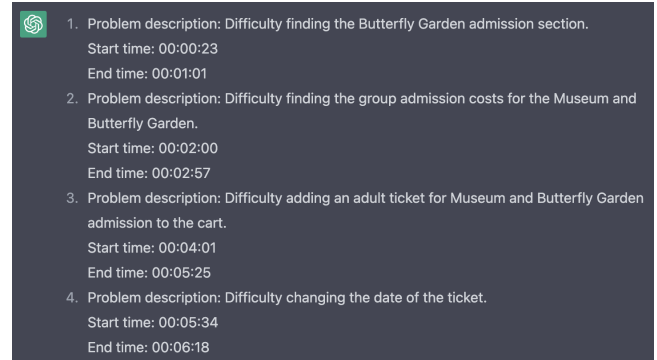 1. Problem description: Difficulty finding the Butterfly Garden admission section.
Start time: 00:00:23
End time: 00:01:01
2. Problem description: Difficulty finding the group admission costs for the Museum and
Butterfly Garden.
Start time: 00:02:00
End time: 00:02:57
3. Problem description: Difficulty adding an adult ticket for Museum and Butterfly Garden
admission to the cart.
Start time: 00:04:01
End time: 00:05:25
4. Problem description: Difficulty changing the date of the ticket.
Start time: 00:05:34
End time: 00:06:18